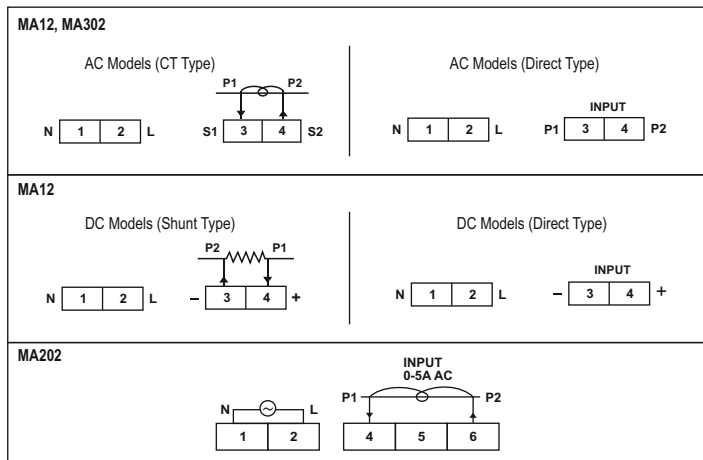 MA12, MA302
AC Models (CT Type)
P1 P2
N 1 2 L S1 3 4 S2
AC Models (Direct Type)
INPUT
N 1 2 L P1 3 4 P2
MA12
DC Models (Shunt Type)
P2 P1
N 1 2 L – 3 4 +
DC Models (Direct Type)
INPUT
N 1 2 L – 3 4 +
MA202
INPUT
0-5A AC
N L P1 P2
1 2 4 5 6